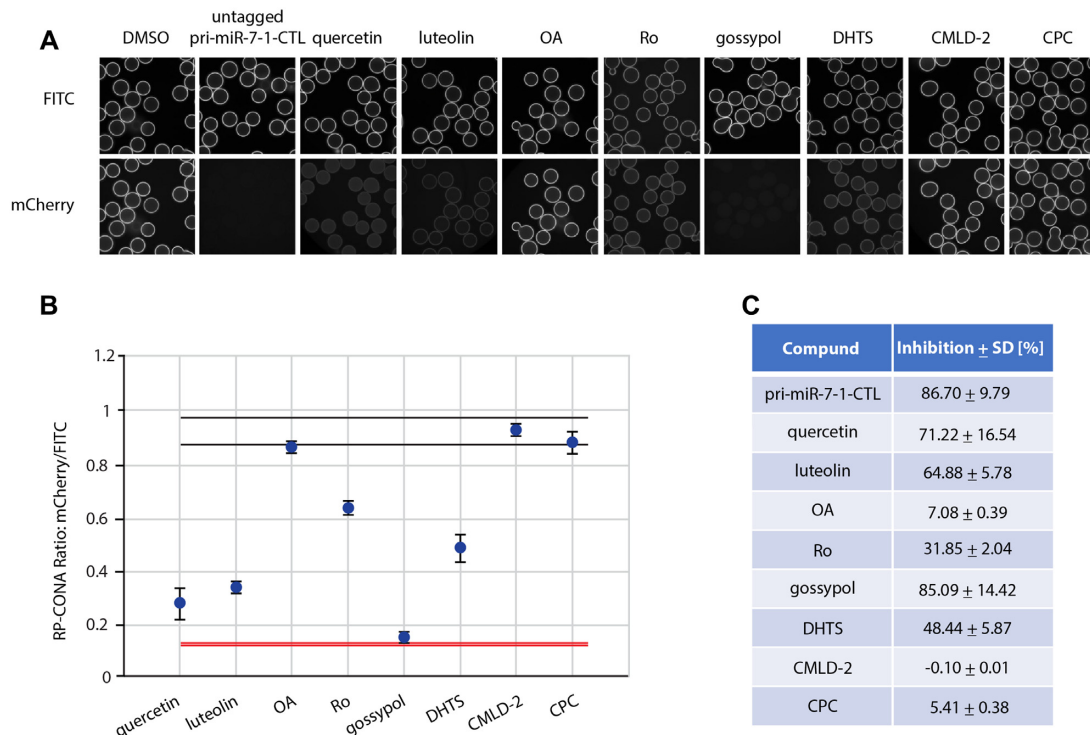 A
DMSO
untagged
pri-miR-7-1-CTL
quercetin
luteolin
OA
Ro
gossypol
DHTS
CMLD-2
CPC
FITC
mCherry
B
RP-CONA Ratio: mCherry/FITC
1.2
1
0.8
0.6
0.4
0.2
0
quercetin
luteolin
OA
Ro
gossypol
DHTS
CMLD-2
CPC
C
Compund Inhibition ± SD [%]
pri-miR-7-1-CTL 86.70 ± 9.79
quercetin 71.22 ± 16.54
luteolin 64.88 ± 5.78
OA 7.08 ± 0.39
Ro 31.85 ± 2.04
gossypol 85.09 ± 14.42
DHTS 48.44 ± 5.87
CMLD-2 -0.10 ± 0.01
CPC 5.41 ± 0.38